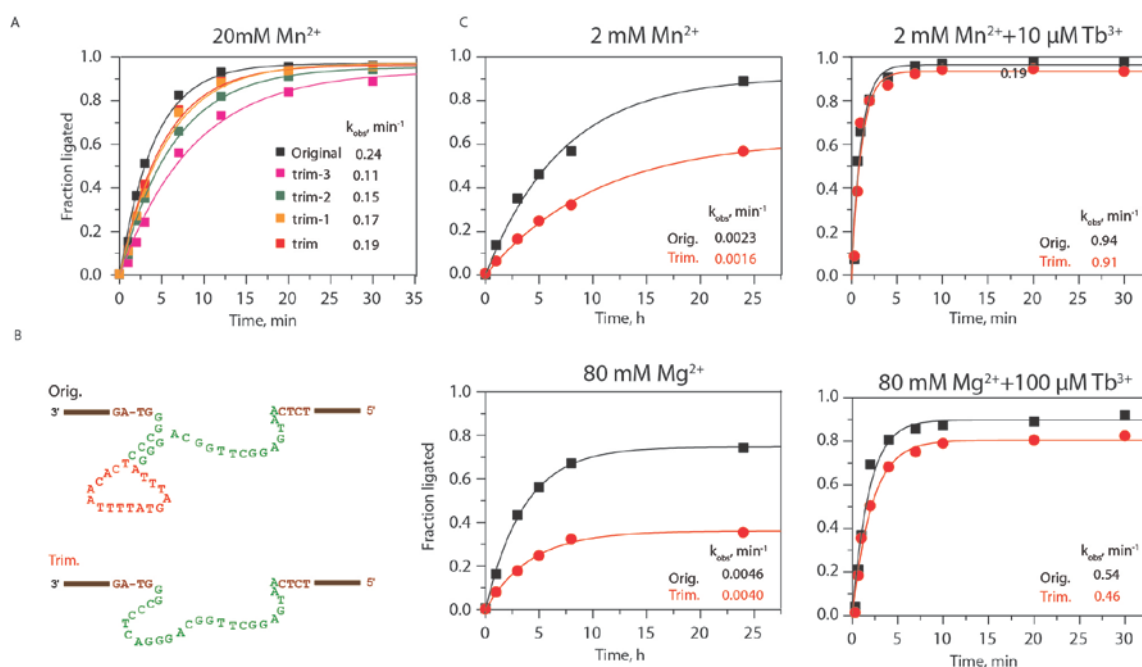 A
20mM Mn²⁺
Fraction ligated
1.0
0.8
0.6
0.4
0.2
0.0
0 5 10 15 20 25 30 35
Time, min
k_obs, min⁻¹
Original 0.24
trim-3 0.11
trim-2 0.15
trim-1 0.17
trim 0.19
C
2 mM Mn²⁺
1.0
0.8
0.6
0.4
0.2
0.0
0 5 10 15 20 25
Time, h
k_obs, min⁻¹
Orig. 0.0023
Trim. 0.0016
2 mM Mn²⁺+10 µM Tb³⁺
0.19
1.0
0.8
0.6
0.4
0.2
0.0
0 5 10 15 20 25 30
Time, min
k_obs, min⁻¹
Orig. 0.94
Trim. 0.91
B
Orig.
3' GA-TG
ACGGTTCGGA
CTCT 5'
Trim.
3' GA-TG
CAGGGACGGTTCGGA
CTCT 5'
80 mM Mg²⁺
Fraction ligated
1.0
0.8
0.4
0.2
0.0
0 5 10 15 20 25
Time, h
k_obs, min⁻¹
Orig. 0.0046
Trim. 0.0040
80 mM Mg²⁺+100 µM Tb³⁺
1.0
0.8
0.6
0.4
0.2
0.0
0 5 10 15 20 25 30
Time, min
k_obs, min⁻¹
Orig. 0.54
Trim. 0.46